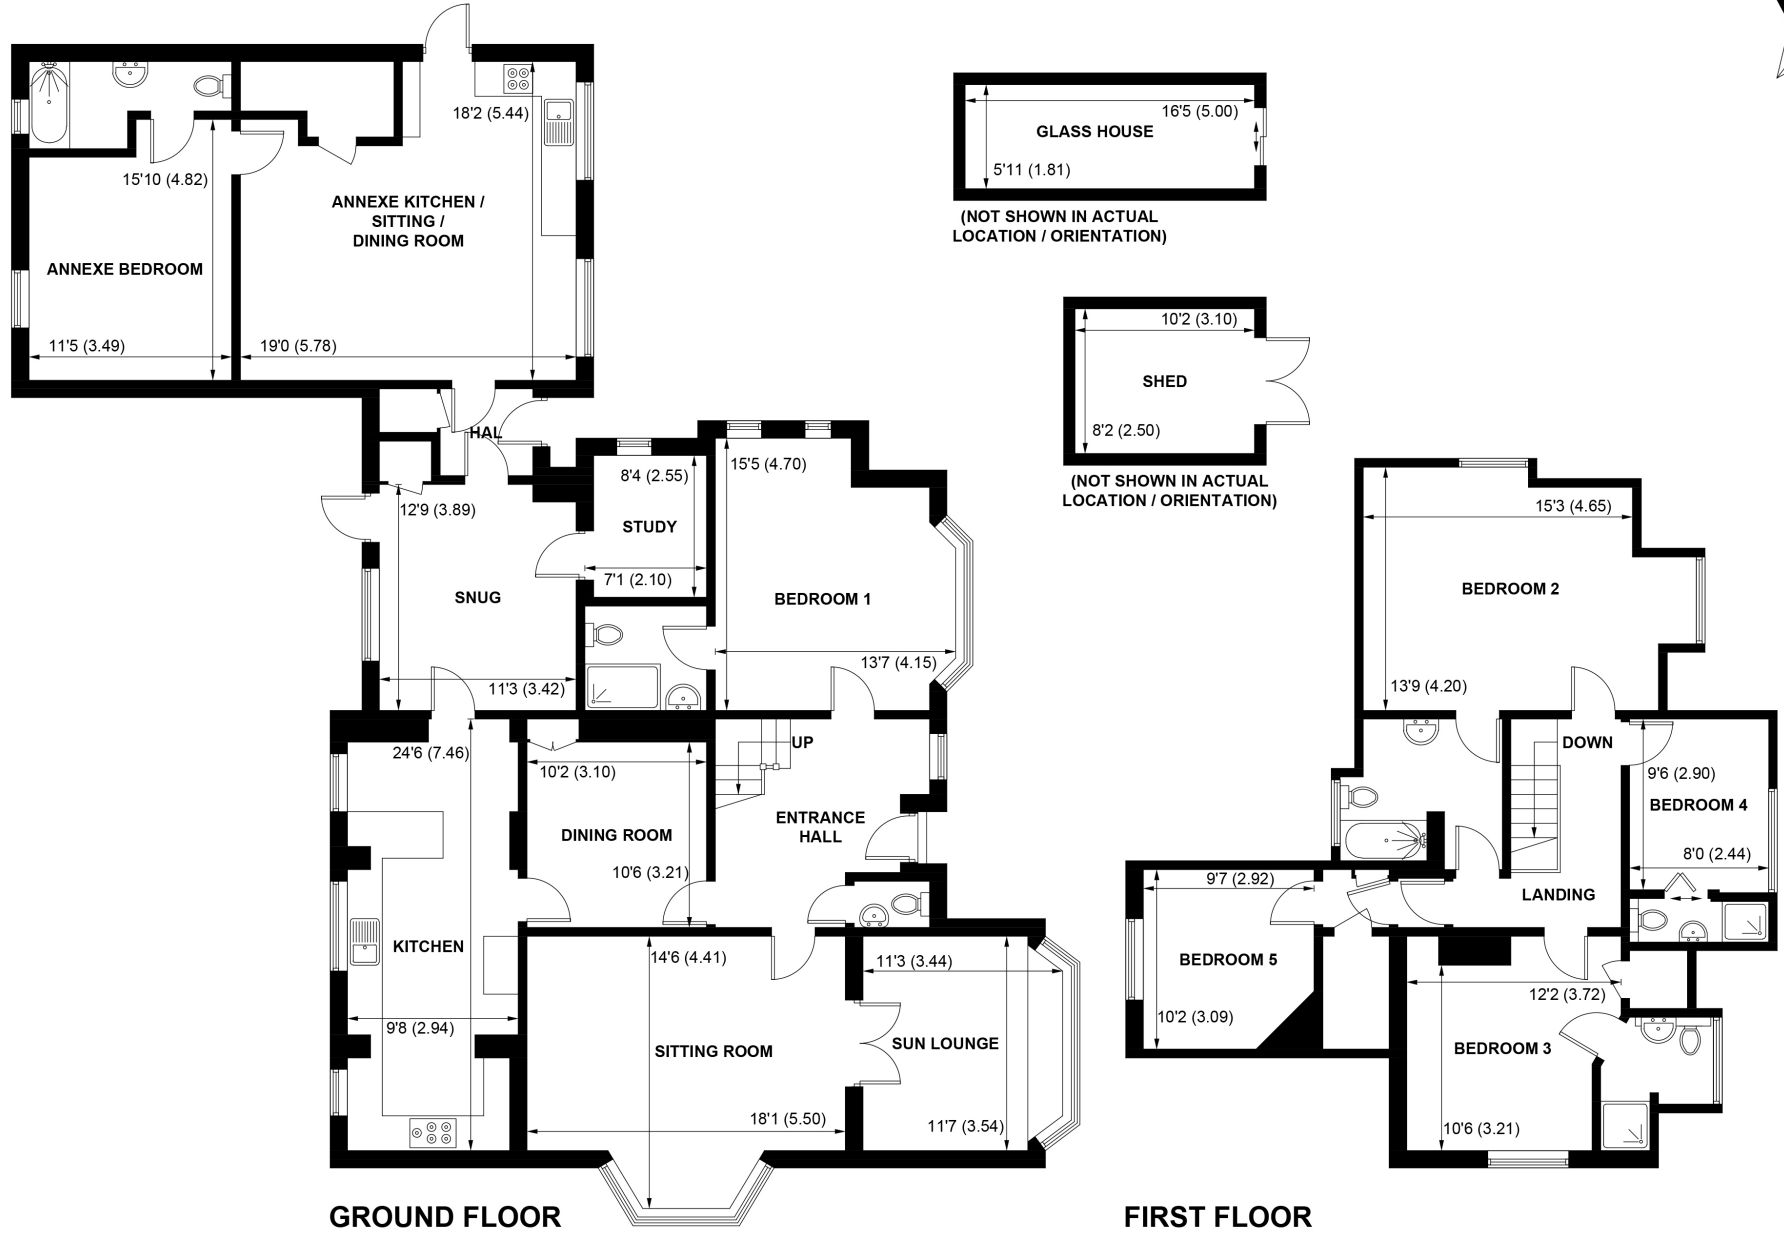 18'2 (5.44)
15'10 (4.82)
ANNEXE KITCHEN /
SITTING /
DINING ROOM
ANNEXE BEDROOM
11'5 (3.49)
19'0 (5.78)
HAL
16'5 (5.00)
GLASS HOUSE
5'11 (1.81)
(NOT SHOWN IN ACTUAL
LOCATION / ORIENTATION)
10'2 (3.10)
SHED
8'2 (2.50)
(NOT SHOWN IN ACTUAL
LOCATION / ORIENTATION)
12'9 (3.89)
SNUG
11'3 (3.42)
8'4 (2.55)
STUDY
7'1 (2.10)
15'5 (4.70)
BEDROOM 1
13'7 (4.15)
24'6 (7.46)
KITCHEN
9'8 (2.94)
10'2 (3.10)
DINING ROOM
10'6 (3.21)
UP
ENTRANCE
HALL
14'6 (4.41)
SITTING ROOM
18'1 (5.50)
11'3 (3.44)
SUN LOUNGE
11'7 (3.54)
GROUND FLOOR
15'3 (4.65)
BEDROOM 2
13'9 (4.20)
DOWN
9'6 (2.90)
BEDROOM 4
8'0 (2.44)
LANDING
9'7 (2.92)
BEDROOM 5
10'2 (3.09)
12'2 (3.72)
BEDROOM 3
10'6 (3.21)
FIRST FLOOR